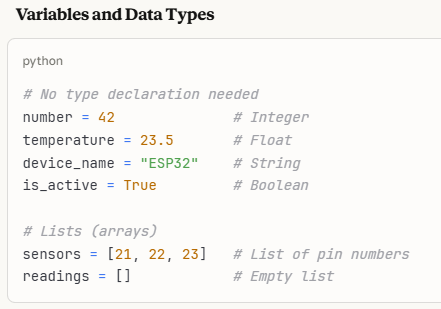 Variables and Data Types
python
# No type declaration needed
number = 42              # Integer
temperature = 23.5       # Float
device_name = "ESP32"    # String
is_active = True         # Boolean

# Lists (arrays)
sensors = [21, 22, 23]   # List of pin numbers
readings = []            # Empty list